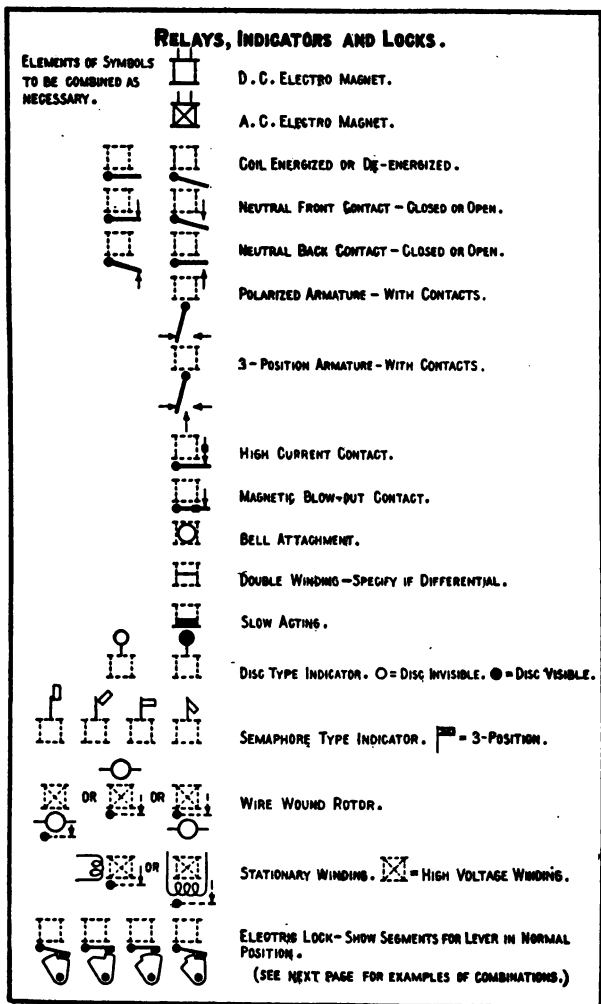 RELAYS, INDICATORS AND LOCKS.
ELEMENTS OF SYMBOLS
TO BE COMBINED AS
NECESSARY.
D.C. ELECTRO MAGNET.
A.C. ELECTRO MAGNET.
COIL ENERGIZED OR DE-ENERGIZED.
NEUTRAL FRONT CONTACT – CLOSED OR OPEN.
NEUTRAL BACK CONTACT – CLOSED OR OPEN.
POLARIZED ARMATURE – WITH CONTACTS.
3-POSITION ARMATURE – WITH CONTACTS.
HIGH CURRENT CONTACT.
MAGNETIC BLOW-OUT CONTACT.
BELL ATTACHMENT.
DOUBLE WINDING – SPECIFY IF DIFFERENTIAL.
SLOW ACTING.
DISC TYPE INDICATOR. O = DISC INVISIBLE. ● = DISC VISIBLE.
SEMAPHORE TYPE INDICATOR. = 3-POSITION.
OR OR WIRE WOUND ROTOR.
OR STATIONARY WINDING. = HIGH VOLTAGE WINDING.
ELECTRIC LOCK – SHOW SEGMENTS FOR LEVER IN NORMAL
POSITION.
(SEE NEXT PAGE FOR EXAMPLES OF COMBINATIONS.)